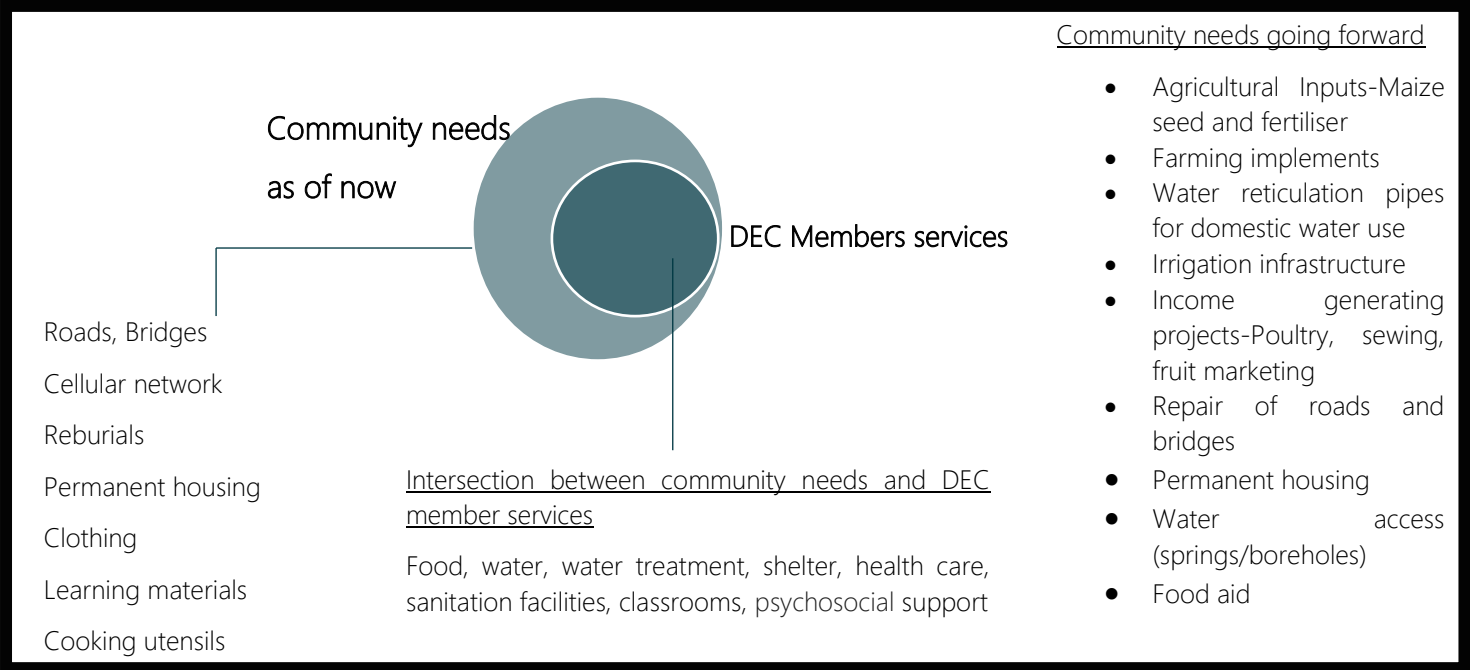 Community needs
as of now
DEC Members services
Roads, Bridges
Cellular network
Reburials
Permanent housing
Clothing
Learning materials
Cooking utensils
Intersection between community needs and DEC
member services
Food, water, water treatment, shelter, health care,
sanitation facilities, classrooms, psychosocial support
Community needs going forward
• Agricultural Inputs-Maize
seed and fertiliser
• Farming implements
• Water reticulation pipes
for domestic water use
• Irrigation infrastructure
• Income generating
projects-Poultry, sewing,
fruit marketing
• Repair of roads and
bridges
• Permanent housing
• Water access
(springs/boreholes)
• Food aid